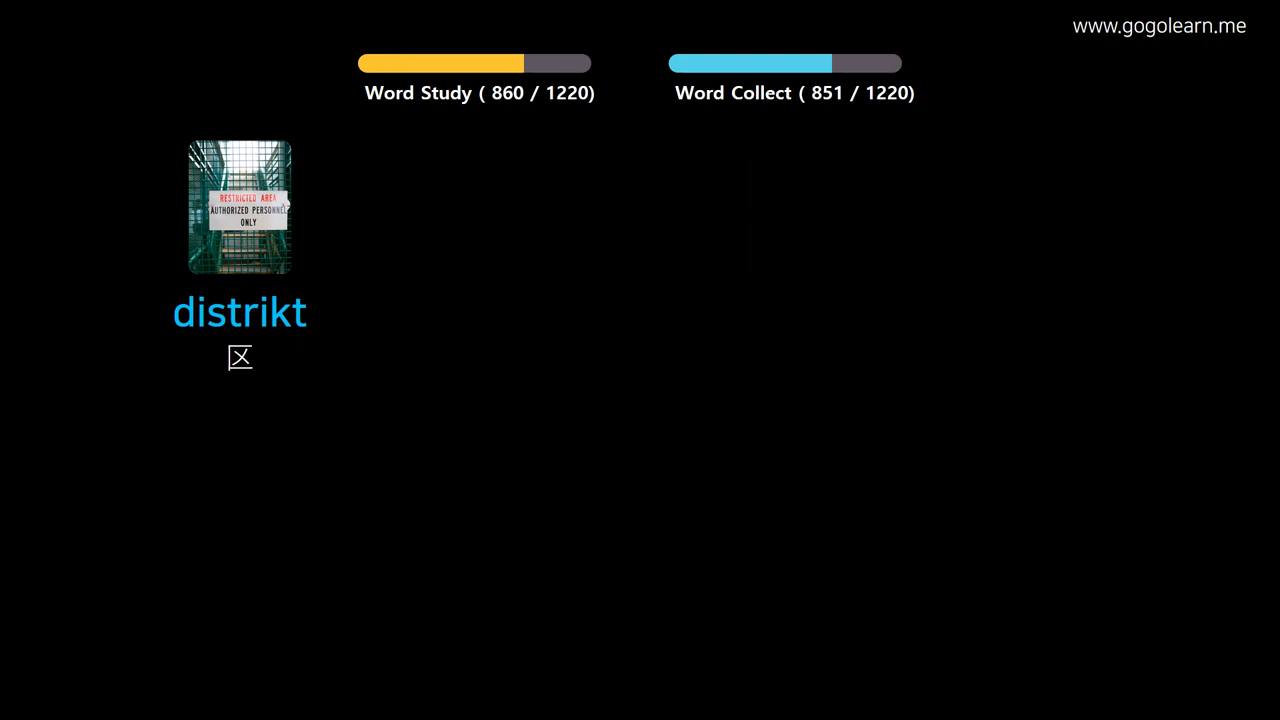 www.gogolearn.me
Word Study ( 860 / 1220)
Word Collect ( 851 / 1220)
RESTRICTED AREA
AUTHORIZED PERSONNEL
ONLY
distrikt
区